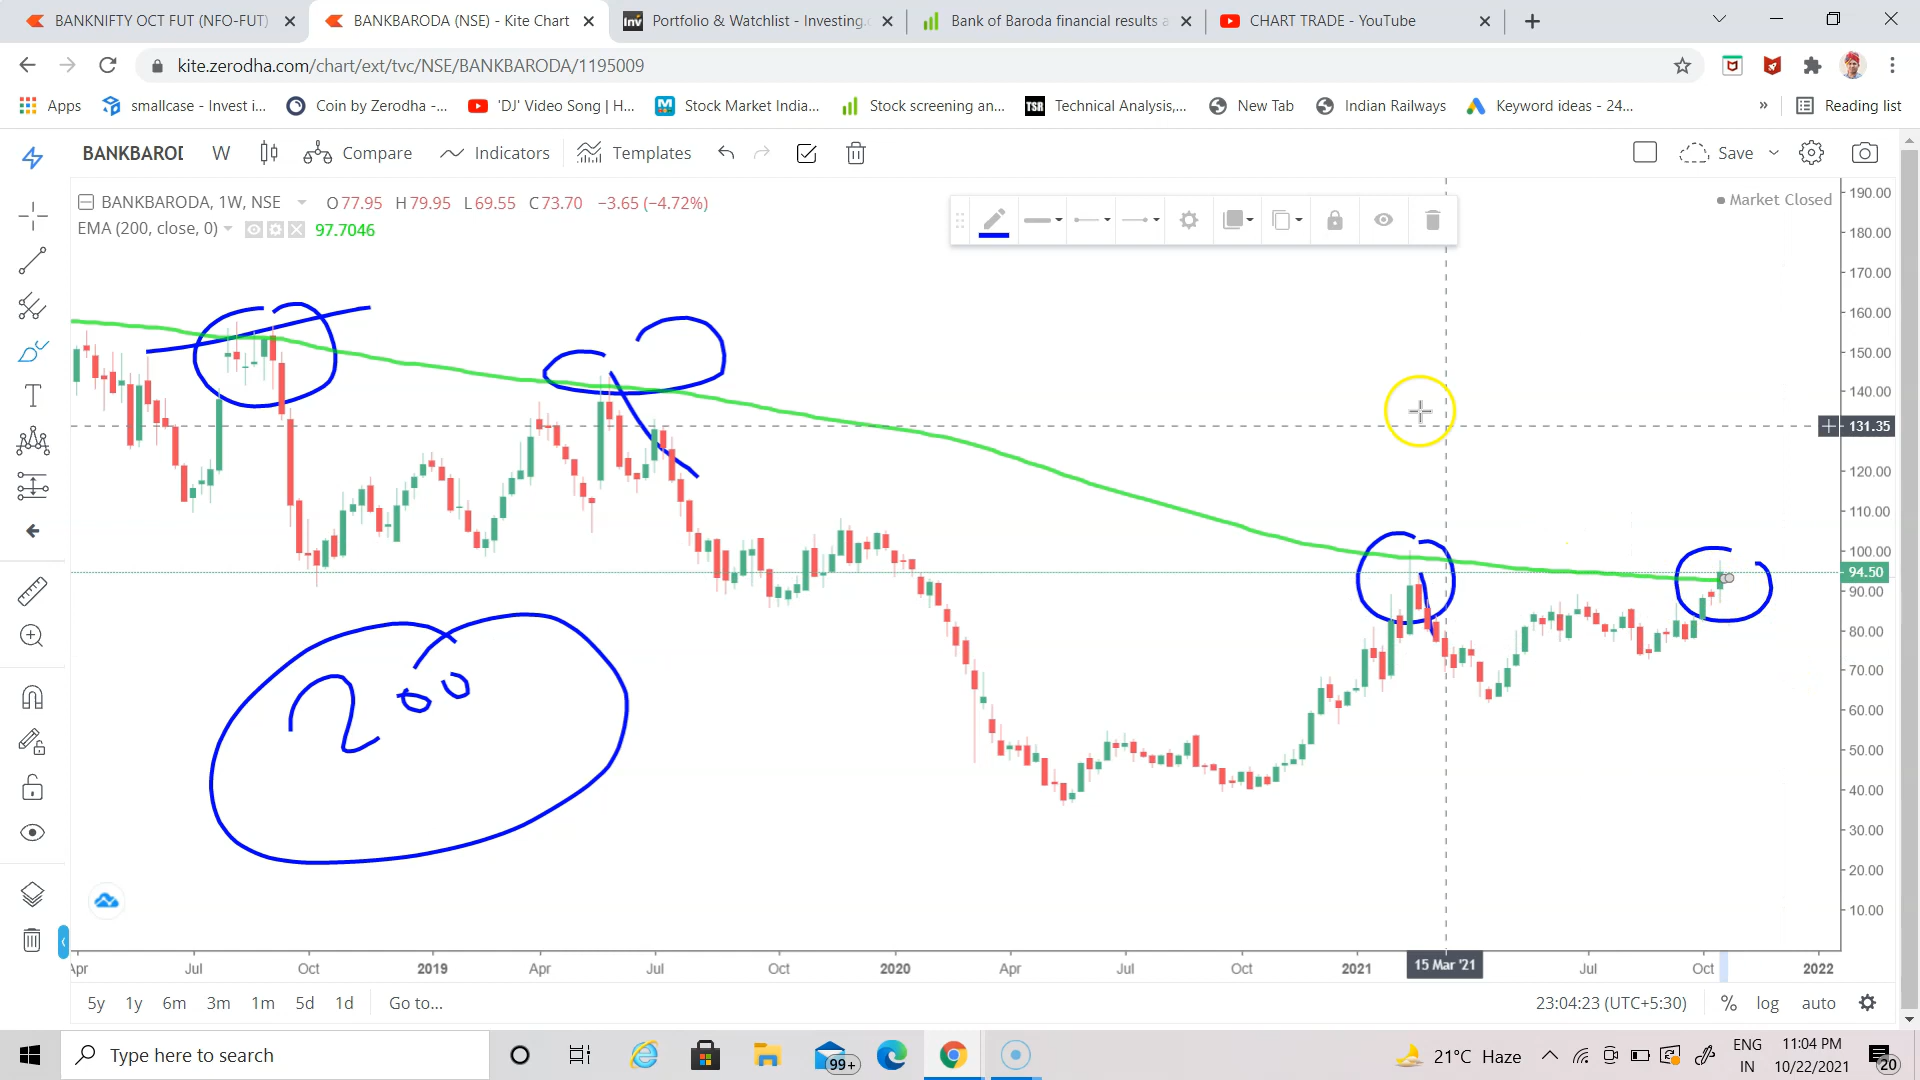 BANKNIFTY OCT FUT (NFO-FUT)
BANKBARODA (NSE) - Kite Chart
Portfolio & Watchlist - Investing.c
Bank of Baroda financial results a
CHART TRADE - YouTube
kite.zerodha.com/chart/ext/tvc/NSE/BANKBARODA/1195009
Apps
smallcase - Invest i...
Coin by Zerodha -...
'DJ' Video Song | H...
Stock Market India...
Stock screening an...
TSR
Technical Analysis,...
New Tab
Indian Railways
Keyword ideas - 24...
»
Reading list
BANKBAROD
W
Compare
Indicators
Templates
Save
BANKBARODA, 1W, NSE
O77.95 H79.95 L69.55 C73.70 −3.65 (−4.72%)
Market Closed
EMA (200, close, 0)
97.7046
190.00
180.00
170.00
160.00
150.00
140.00
131.35
120.00
110.00
100.00
94.50
90.00
80.00
70.00
60.00
50.00
40.00
30.00
20.00
10.00
200
Apr
Jul
Oct
2019
Apr
Jul
Oct
2020
Apr
Jul
Oct
2021
15 Mar '21
Jul
Oct
2022
5y 1y 6m 3m 1m 5d 1d Go to...
23:04:23 (UTC+5:30) % log auto
Type here to search
99+
21°C Haze
ENG
IN
11:04 PM
10/22/2021
20